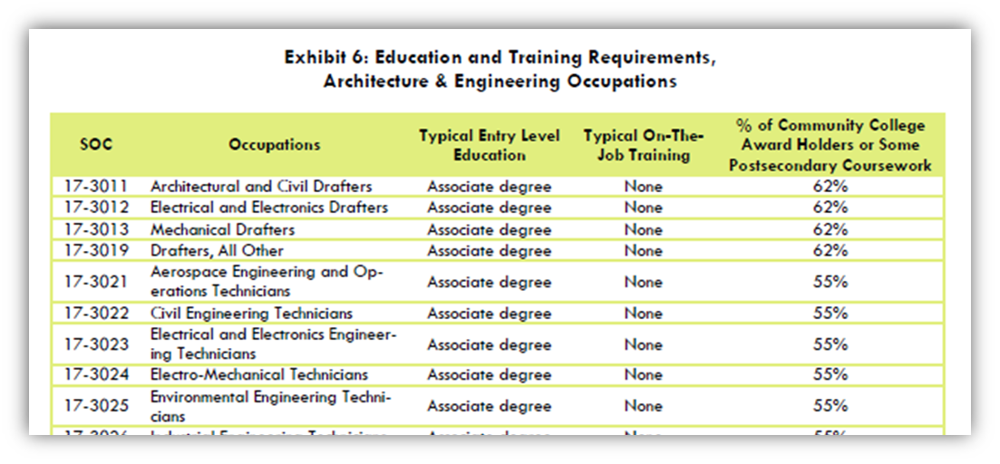 Exhibit 6: Education and Training Requirements,
Architecture & Engineering Occupations
SOC Occupations Typical Entry Level Education Typical On-The-Job Training % of Community College Award Holders or Some Postsecondary Coursework
17-3011 Architectural and Civil Drafters Associate degree None 62%
17-3012 Electrical and Electronics Drafters Associate degree None 62%
17-3013 Mechanical Drafters Associate degree None 62%
17-3019 Drafters, All Other Associate degree None 62%
17-3021 Aerospace Engineering and Op-
erations Technicians Associate degree None 55%
17-3022 Civil Engineering Technicians Associate degree None 55%
17-3023 Electrical and Electronics Engineer-
ing Technicians Associate degree None 55%
17-3024 Electro-Mechanical Technicians Associate degree None 55%
17-3025 Environmental Engineering Techni-
cians Associate degree None 55%